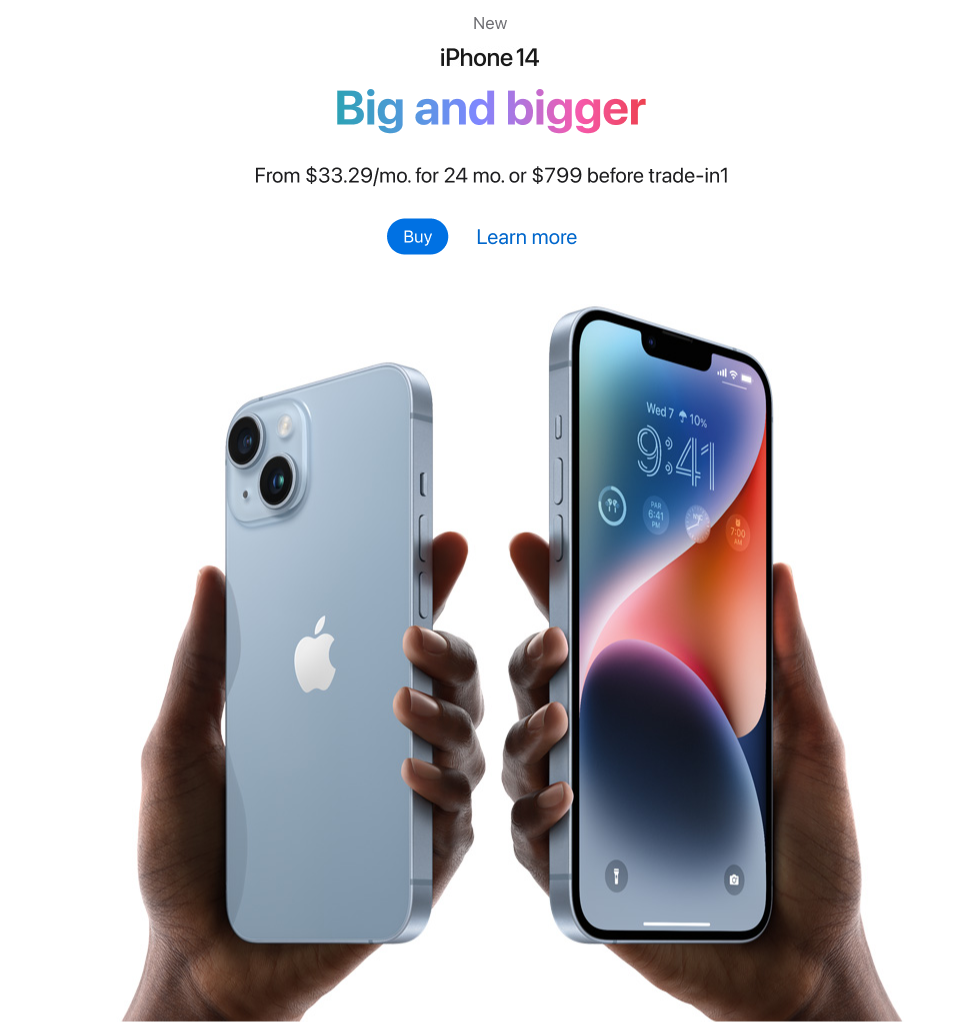 New
iPhone 14
Big and bigger
From $33.29/mo. for 24 mo. or $799 before trade-in1
Buy
Learn more
Wed 7 10%
9:41
PAR
6:41
PM
7:00
AM